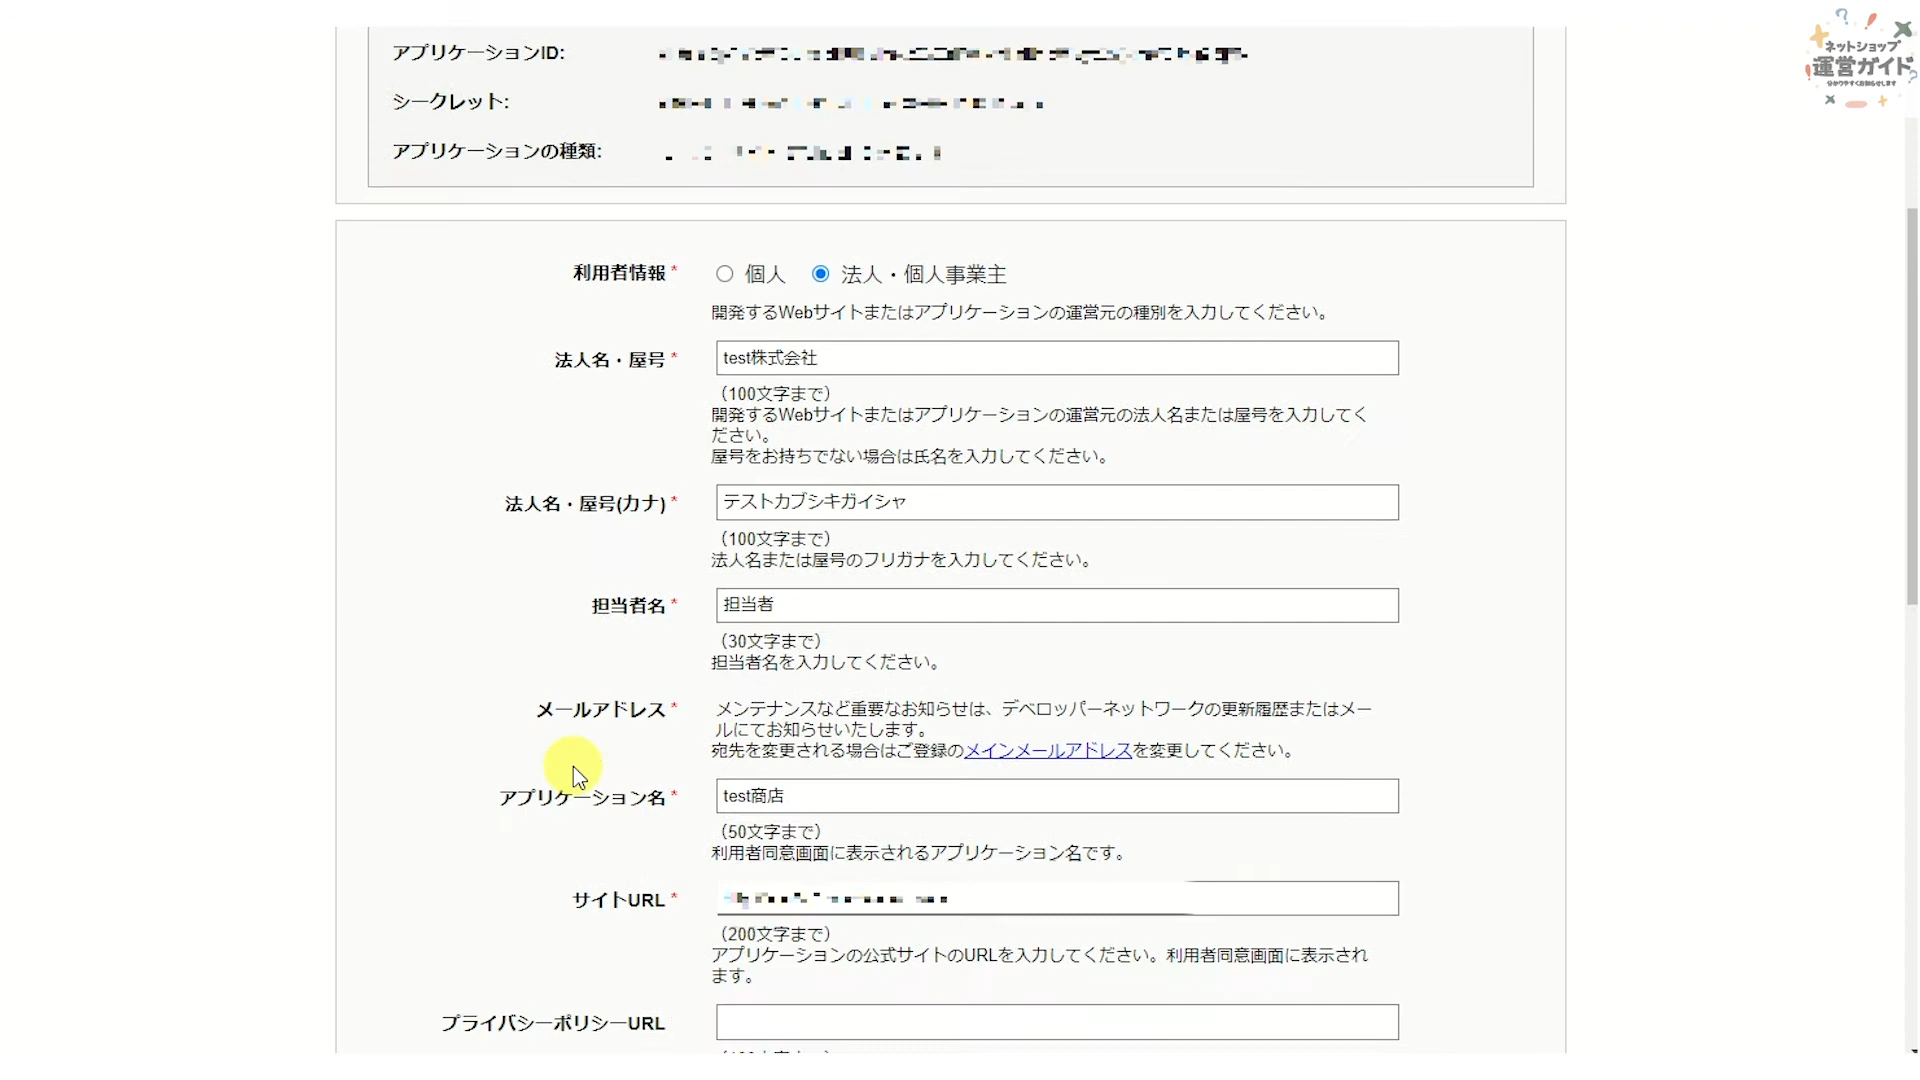 アプリケーションID:
シークレット:
アプリケーションの種類:
ネットショップ
運営ガイド
分かりやすくお知らせします
利用者情報 *
個人 法人・個人事業主
開発するWebサイトまたはアプリケーションの運営元の種別を入力してください。
法人名・屋号 *
test株式会社
（100文字まで）
開発するWebサイトまたはアプリケーションの運営元の法人名または屋号を入力してく
ださい。
屋号をお持ちでない場合は氏名を入力してください。
法人名・屋号(カナ) *
テストカブシキガイシャ
（100文字まで）
法人名または屋号のフリガナを入力してください。
担当者名 *
担当者
（30文字まで）
担当者名を入力してください。
メールアドレス *
メンテナンスなど重要なお知らせは、デベロッパーネットワークの更新履歴またはメー
ルにてお知らせいたします。
宛先を変更される場合はご登録のメインメールアドレスを変更してください。
アプリケーション名 *
test商店
（50文字まで）
利用者同意画面に表示されるアプリケーション名です。
サイトURL *
（200文字まで）
アプリケーションの公式サイトのURLを入力してください。利用者同意画面に表示され
ます。
プライバシーポリシーURL